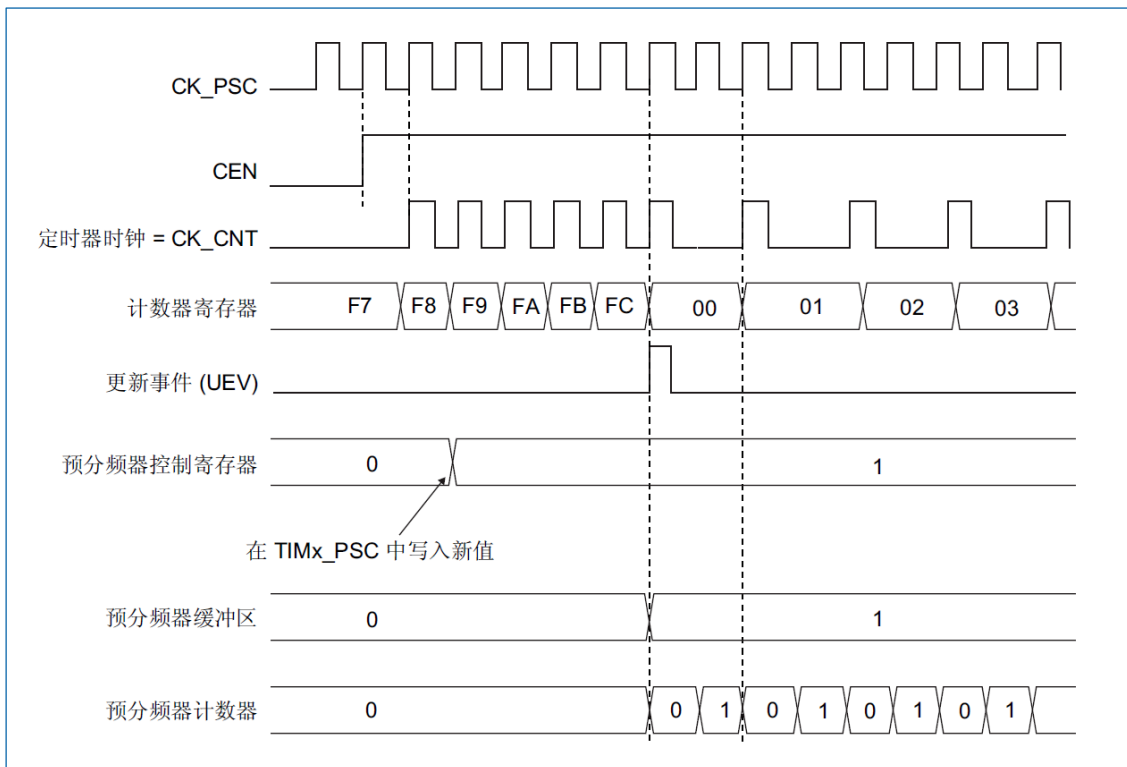 CK_PSC
CEN
定时器时钟 = CK_CNT
计数器寄存器 F7 F8 F9 FA FB FC 00 01 02 03
更新事件 (UEV)
预分频器控制寄存器 0 1
在 TIMx_PSC 中写入新值
预分频器缓冲区 0 1
预分频器计数器 0 0 1 0 1 0 1 0 1